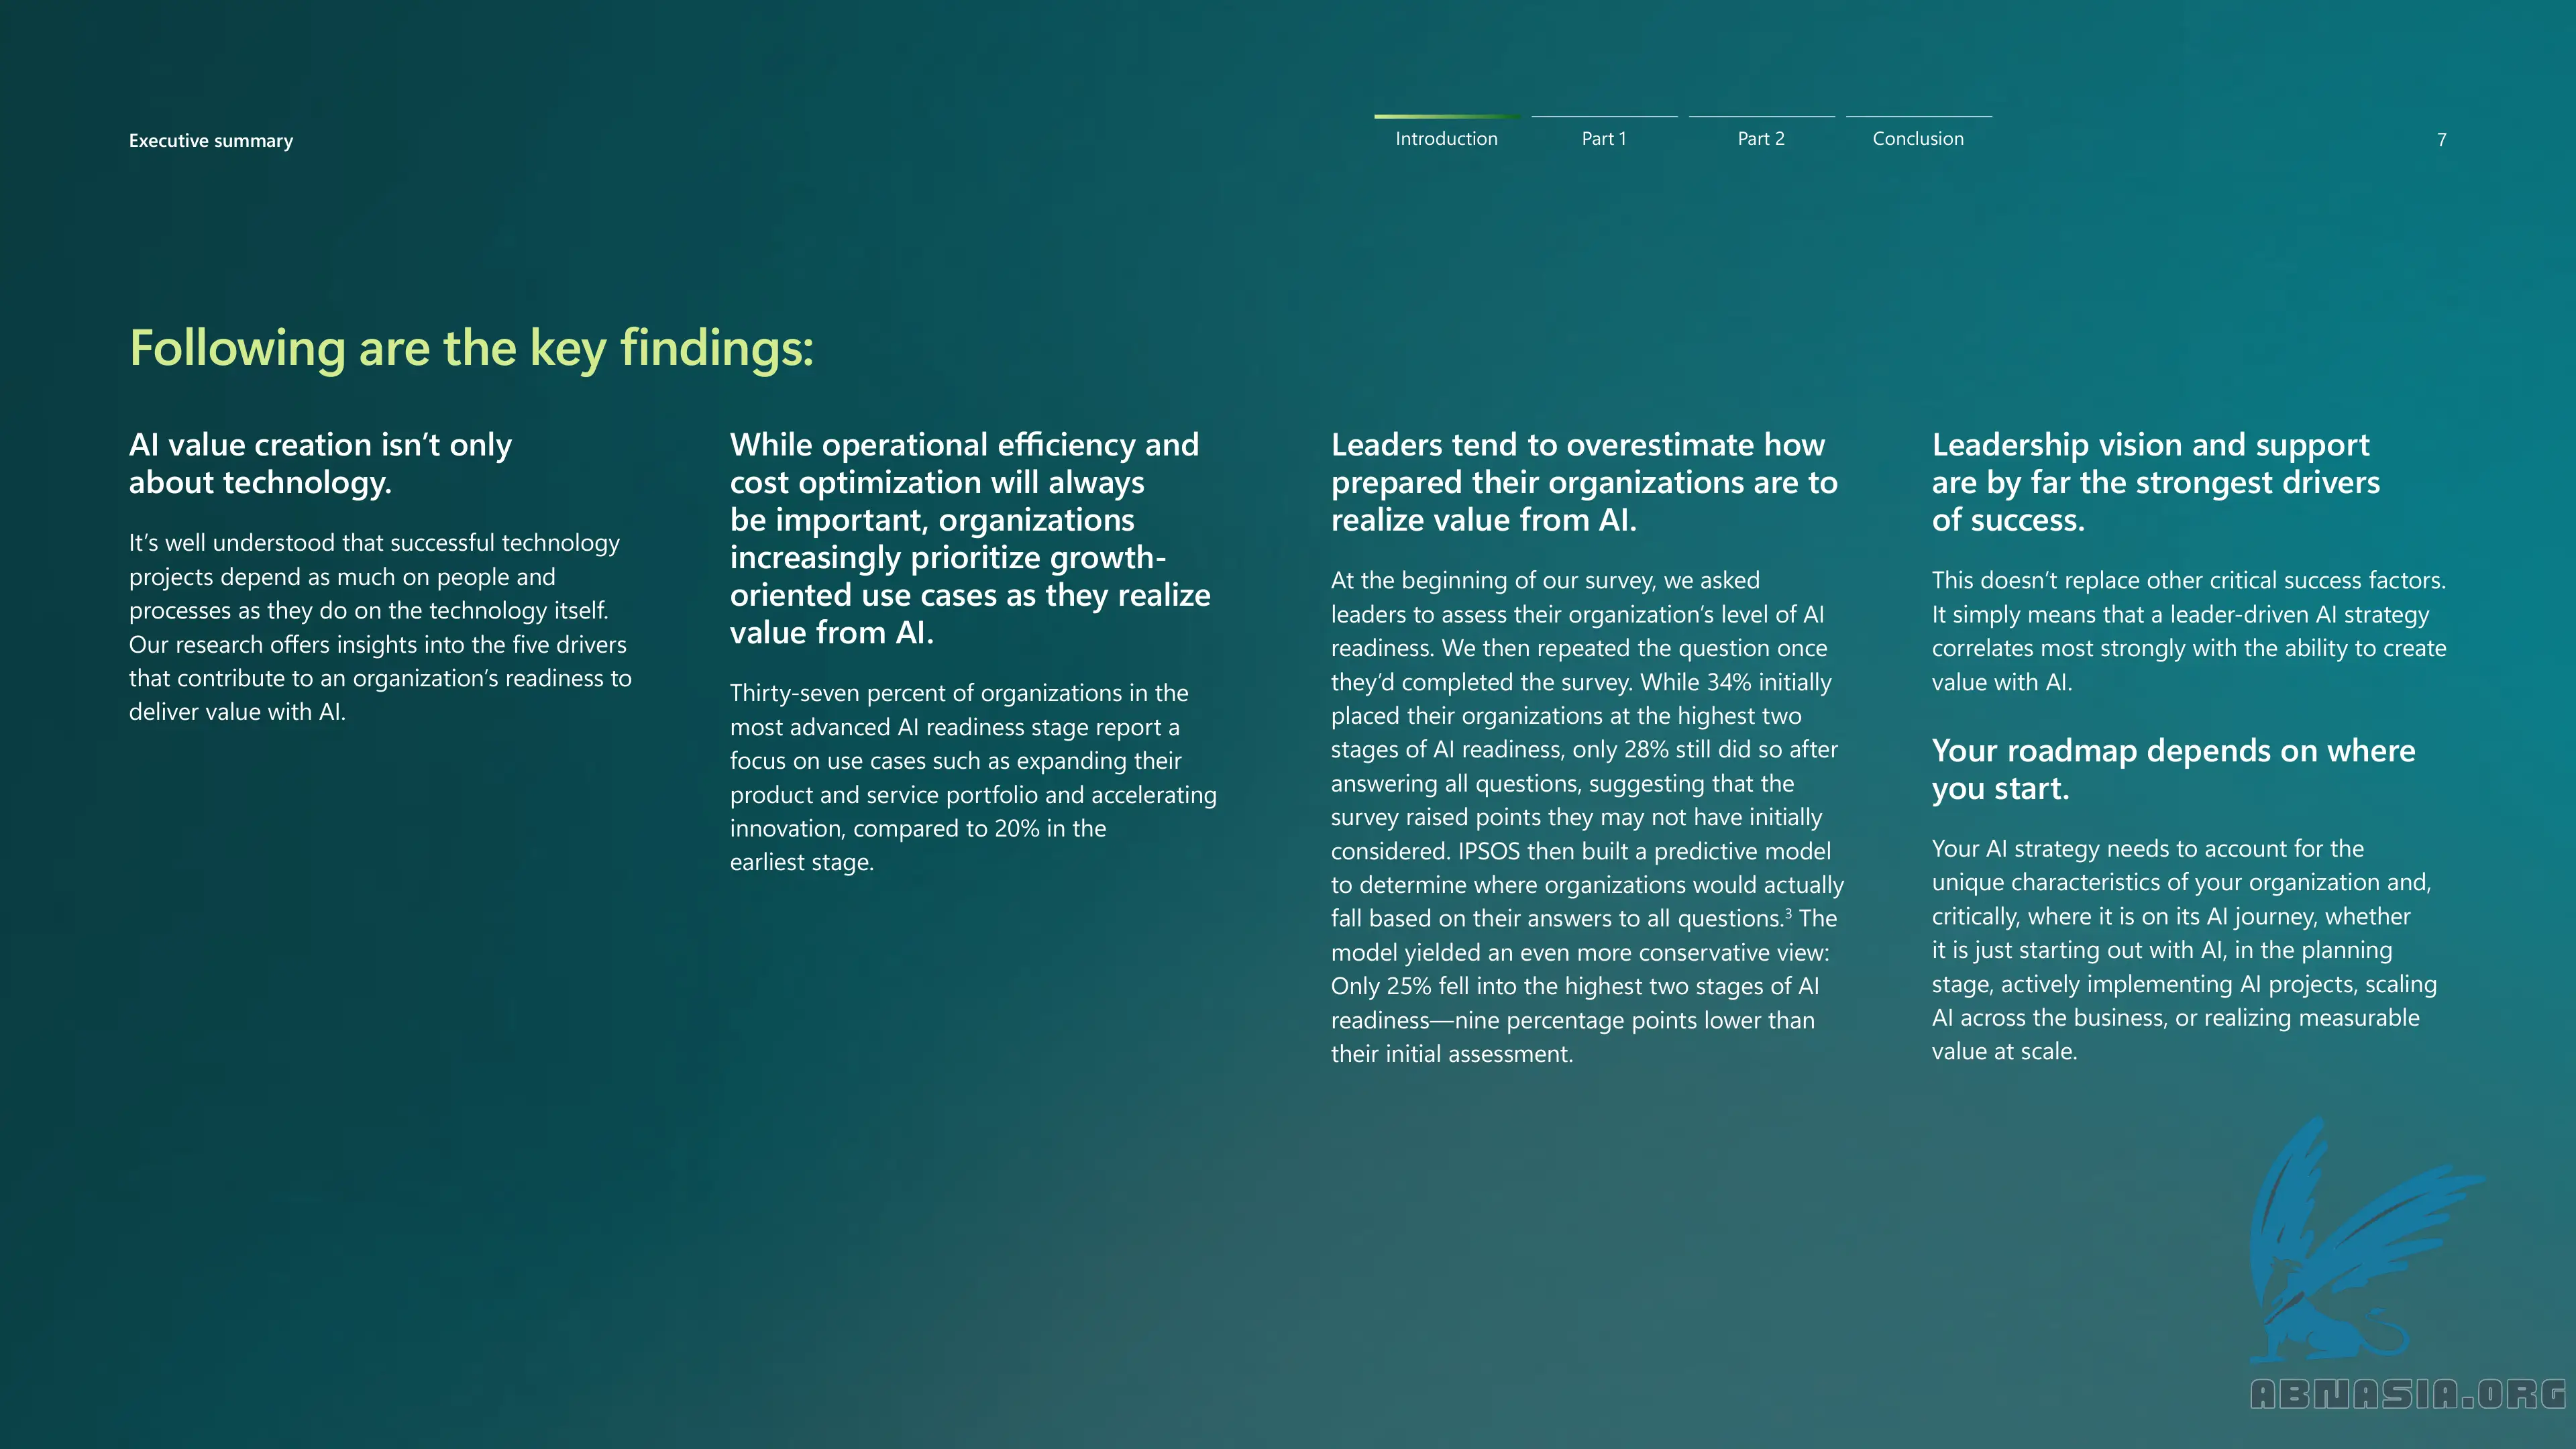 Executive summary
Introduction
Part 1
Part 2
Conclusion
7
Following are the key findings:
AI value creation isn’t only
about technology.
It’s well understood that successful technology
projects depend as much on people and
processes as they do on the technology itself.
Our research offers insights into the five drivers
that contribute to an organization’s readiness to
deliver value with AI.
While operational efficiency and
cost optimization will always
be important, organizations
increasingly prioritize growth-
oriented use cases as they realize
value from AI.
Thirty-seven percent of organizations in the
most advanced AI readiness stage report a
focus on use cases such as expanding their
product and service portfolio and accelerating
innovation, compared to 20% in the
earliest stage.
Leaders tend to overestimate how
prepared their organizations are to
realize value from AI.
At the beginning of our survey, we asked
leaders to assess their organization’s level of AI
readiness. We then repeated the question once
they’d completed the survey. While 34% initially
placed their organizations at the highest two
stages of AI readiness, only 28% still did so after
answering all questions, suggesting that the
survey raised points they may not have initially
considered. IPSOS then built a predictive model
to determine where organizations would actually
fall based on their answers to all questions.³ The
model yielded an even more conservative view:
Only 25% fell into the highest two stages of AI
readiness—nine percentage points lower than
their initial assessment.
Leadership vision and support
are by far the strongest drivers
of success.
This doesn’t replace other critical success factors.
It simply means that a leader-driven AI strategy
correlates most strongly with the ability to create
value with AI.
Your roadmap depends on where
you start.
Your AI strategy needs to account for the
unique characteristics of your organization and,
critically, where it is on its AI journey, whether
it is just starting out with AI, in the planning
stage, actively implementing AI projects, scaling
AI across the business, or realizing measurable
value at scale.
ABNASIA.ORG